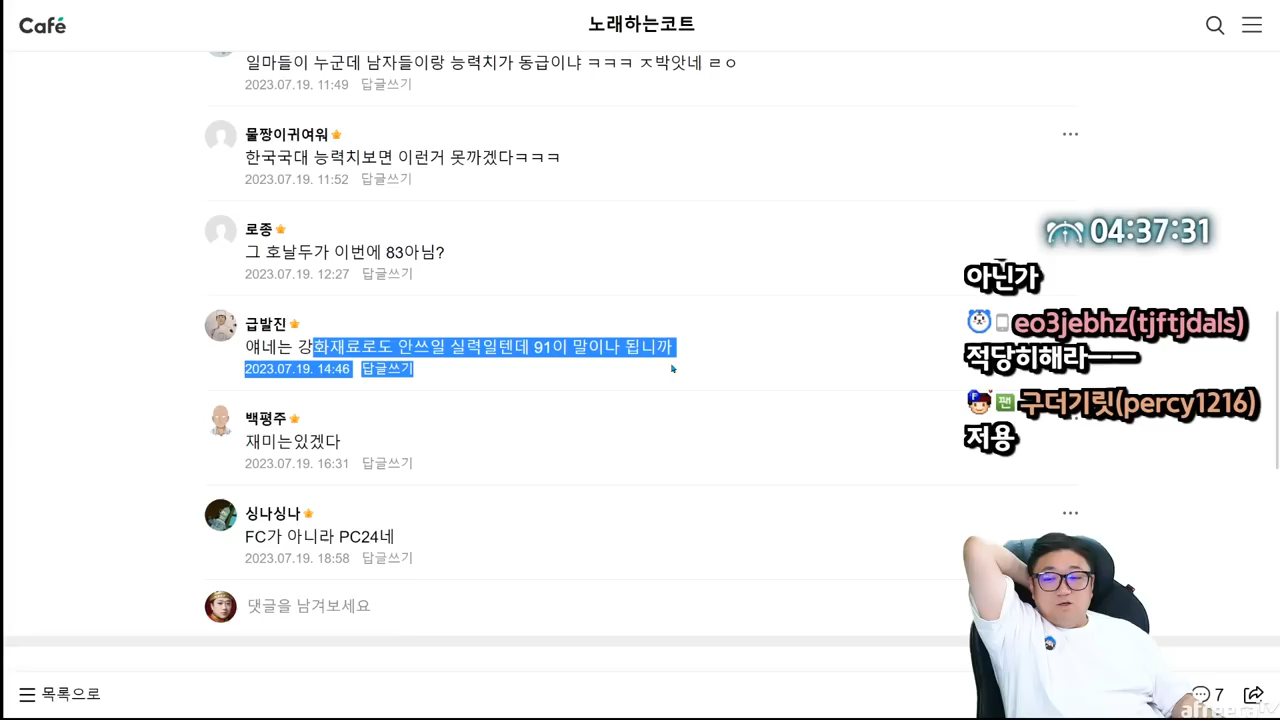 Café
노래하는코트
일마들이 누군데 남자들이랑 능력치가 동급이냐 ㅋㅋㅋ ㅈ박앗네 ㄹㅇ
2023.07.19. 11:49 답글쓰기
물짱이귀여워
한국국대 능력치보면 이런거 못까겠다ㅋㅋㅋ
2023.07.19. 11:52 답글쓰기
로종
그 호날두가 이번에 83아님?
2023.07.19. 12:27 답글쓰기
급발진
얘네는 강화재료로도 안쓰일 실력일텐데 91이 말이나 됩니까
2023.07.19. 14:46 답글쓰기
백평주
재미는있겠다
2023.07.19. 16:31 답글쓰기
싱나싱나
FC가 아니라 PC24네
2023.07.19. 18:58 답글쓰기
댓글을 남겨보세요
목록으로
7
04:37:31
아닌가
eo3jebhz(tjftjdals)
적당히해라ㅡㅡ
팬 구더기릿(percy1216)
저용
afreecaTV